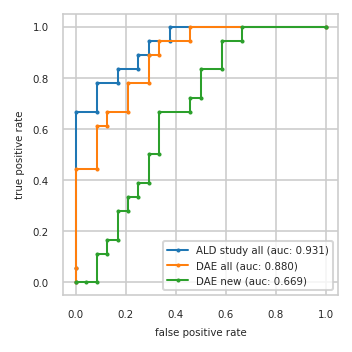 1.0
0.8
0.6
0.4
0.2
0.0
true positive rate
ALD study all (auc: 0.931)
DAE all (auc: 0.880)
DAE new (auc: 0.669)
0.0 0.2 0.4 0.6 0.8 1.0
false positive rate